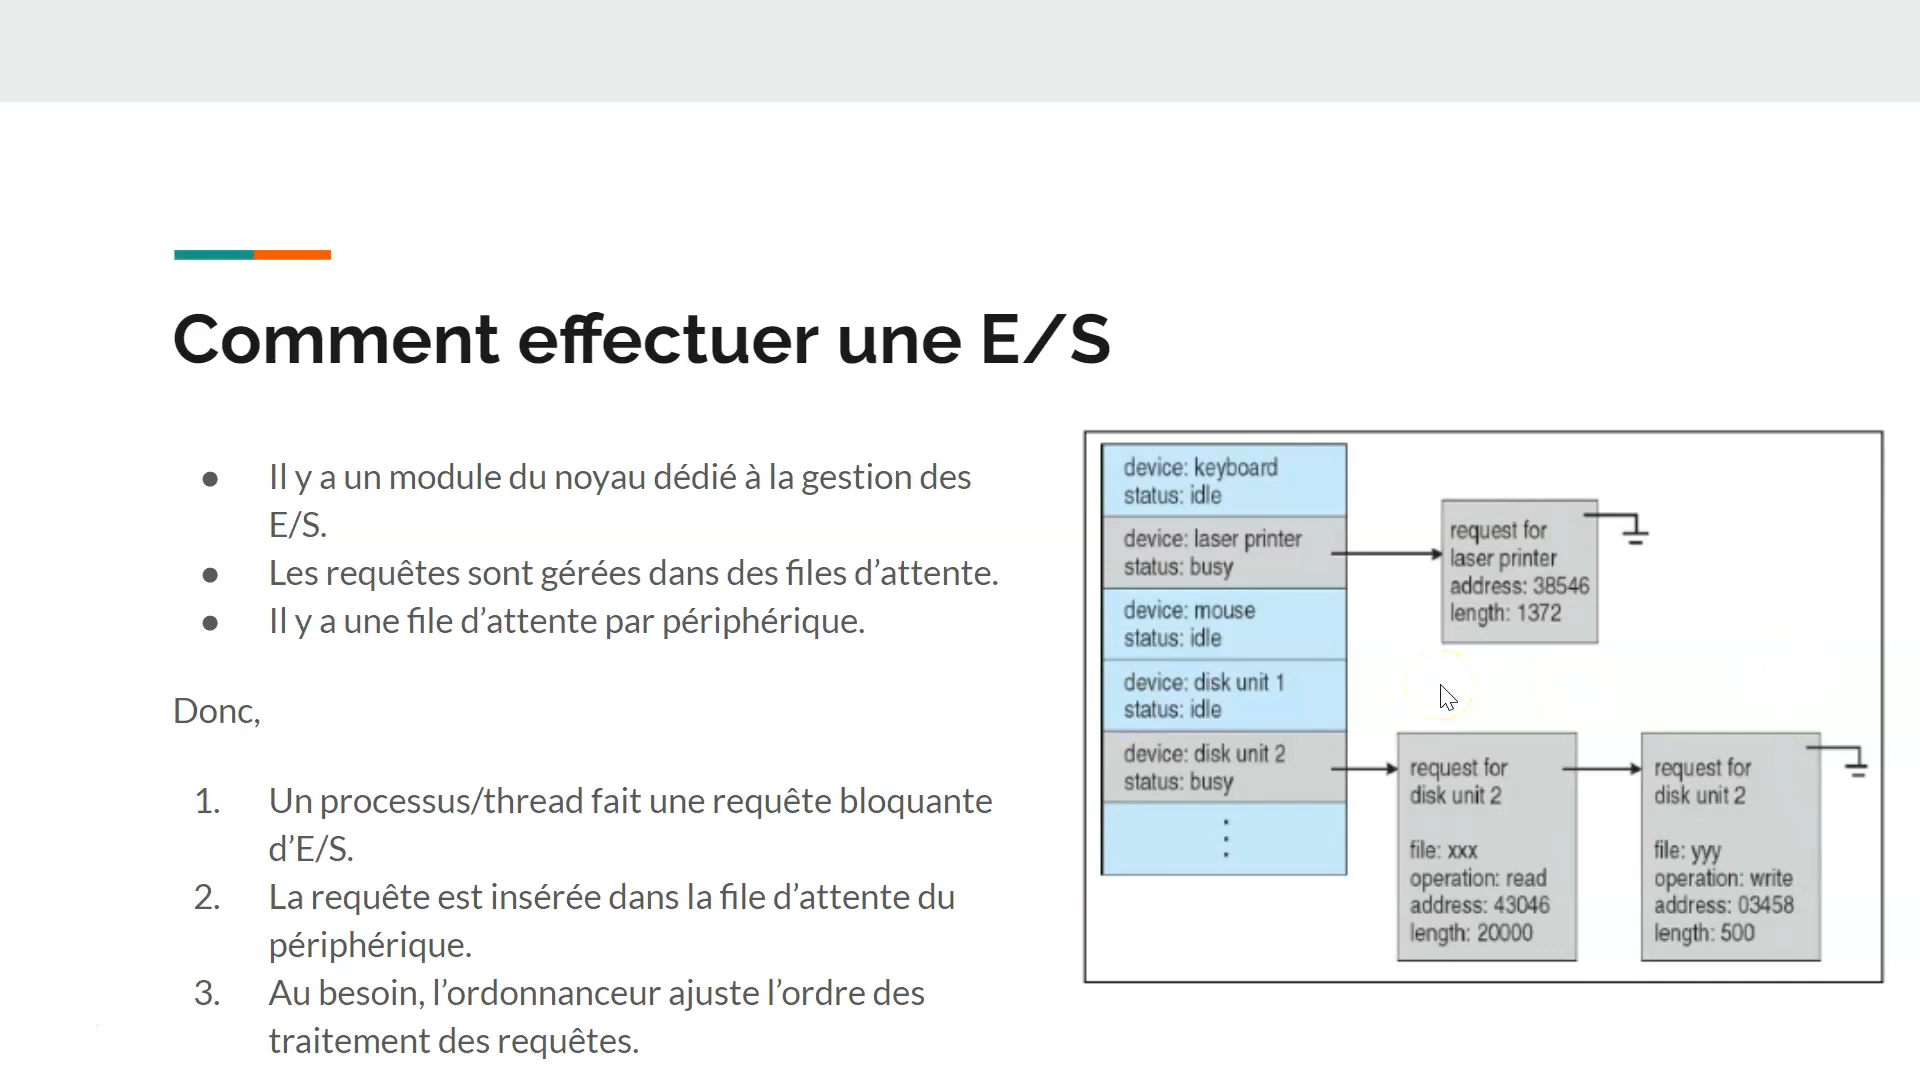 Comment effectuer une E/S
● Il y a un module du noyau dédié à la gestion des
E/S.
● Les requêtes sont gérées dans des files d’attente.
● Il y a une file d’attente par périphérique.
Donc,
1. Un processus/thread fait une requête bloquante
d’E/S.
2. La requête est insérée dans la file d’attente du
périphérique.
3. Au besoin, l’ordonnanceur ajuste l’ordre des
traitement des requêtes.
device: keyboard
status: idle
device: laser printer
status: busy
device: mouse
status: idle
device: disk unit 1
status: idle
device: disk unit 2
status: busy
request for
laser printer
address: 38546
length: 1372
request for
disk unit 2
file: xxx
operation: read
address: 43046
length: 20000
request for
disk unit 2
file: yyy
operation: write
address: 03458
length: 500